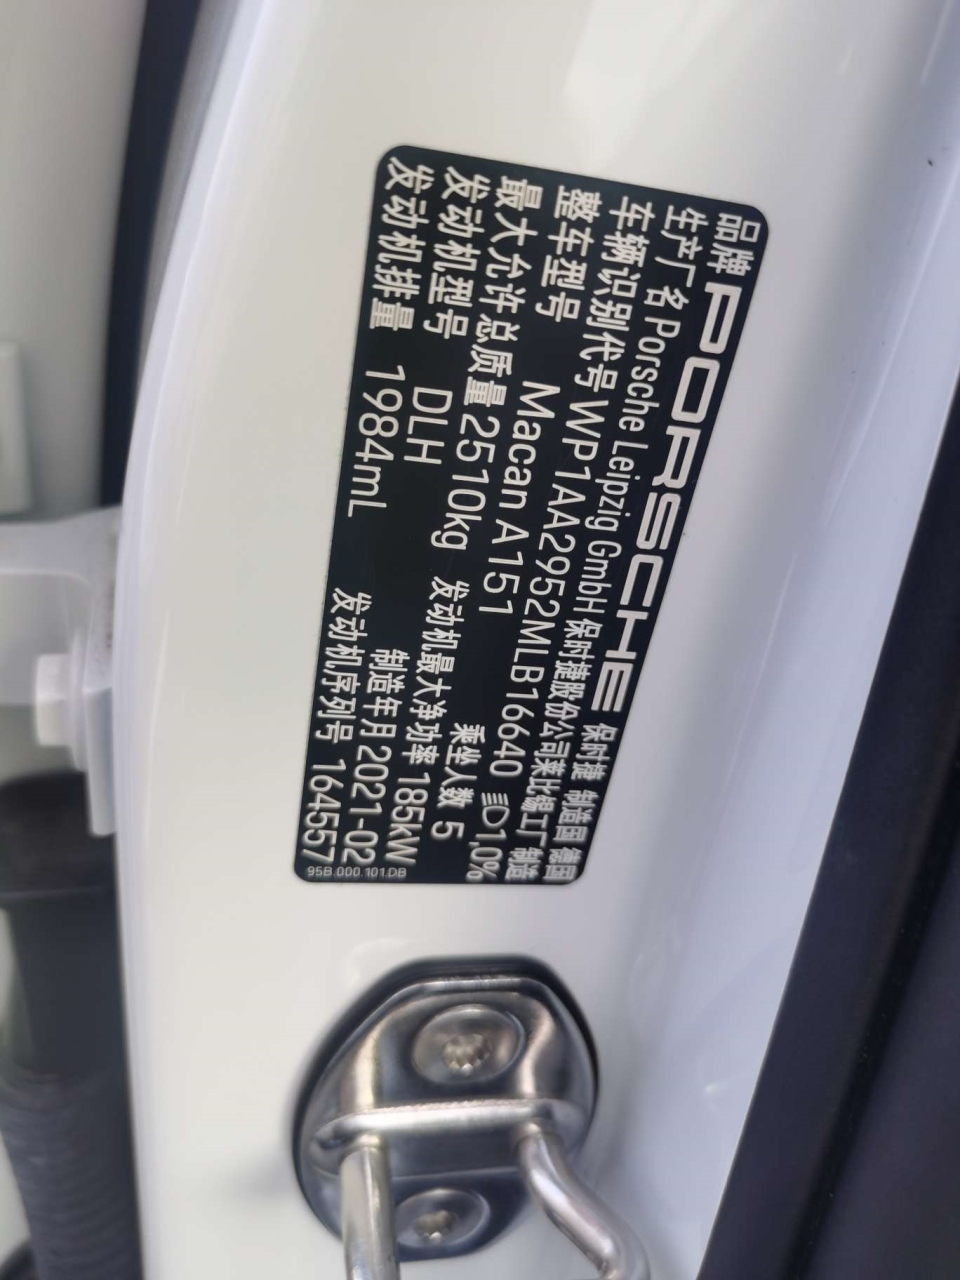 品牌 PORSCHE 保时捷 制造国 德国
生产厂名 Porsche Leipzig GmbH 保时捷股份公司莱比锡工厂 制造
车辆识别代号 WP1AA2952MLB16640 1,0%
整车型号 Macan A151 乘坐人数 5
最大允许总质量 2510kg 发动机最大净功率 185kW
发动机型号 DLH 制造年月 2021-02
发动机排量 1984mL 发动机序列号 164557
95B.000.101.DB